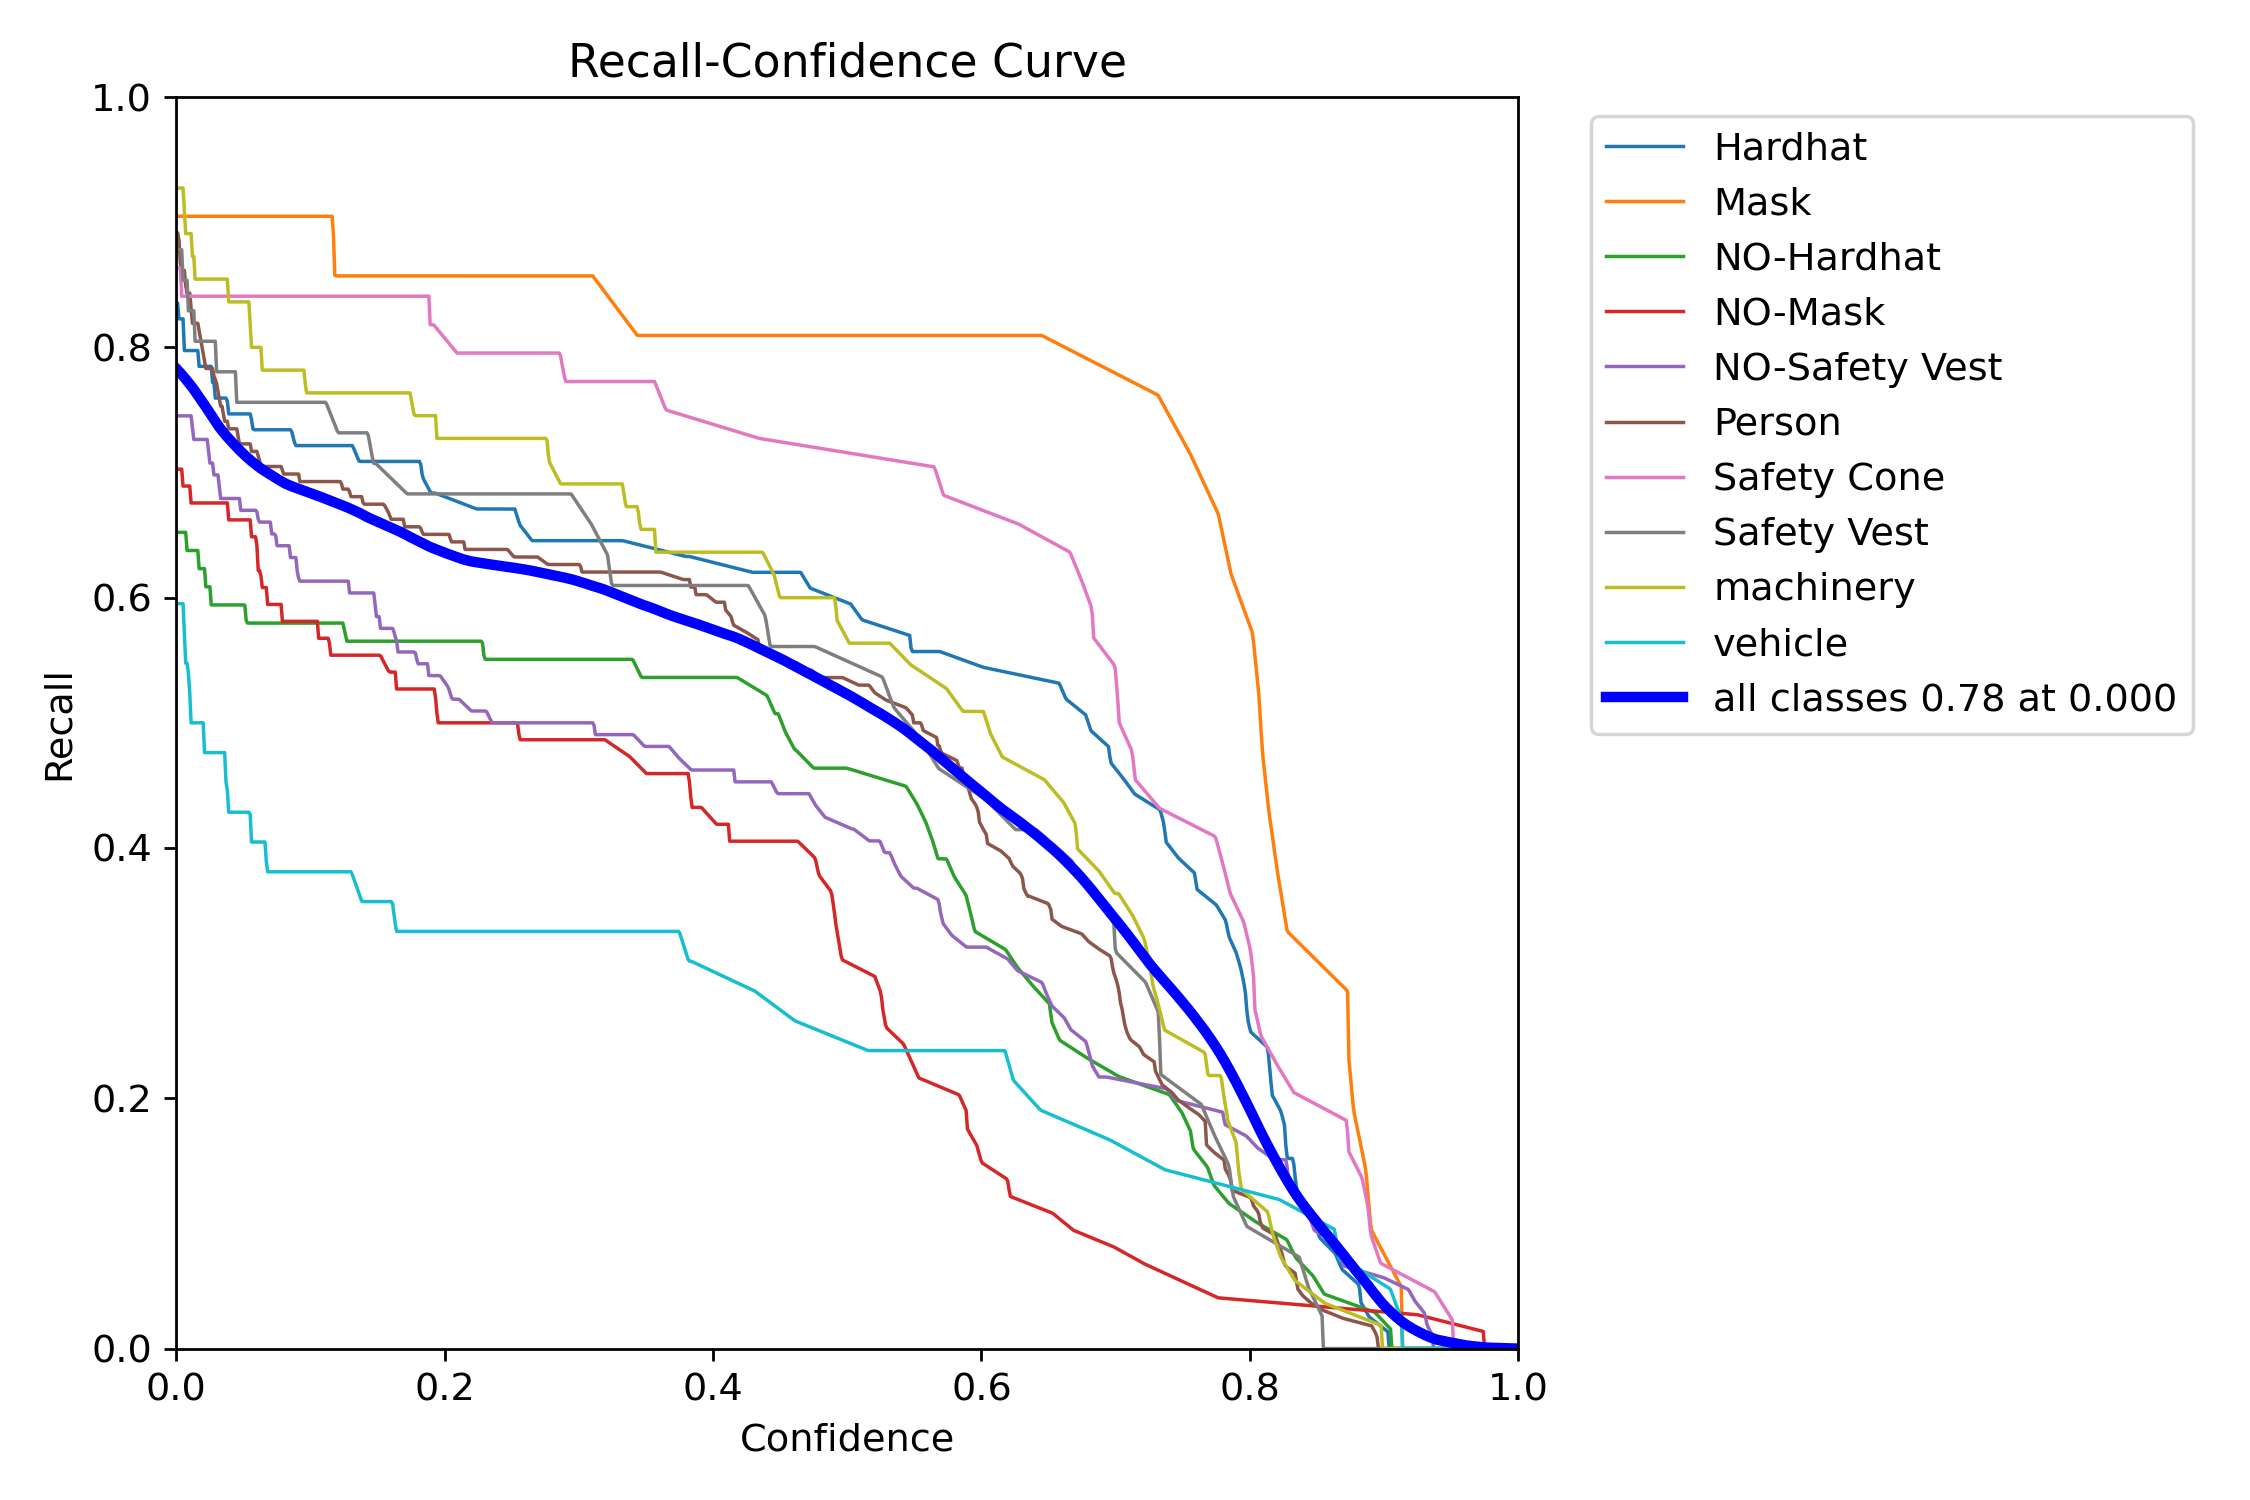 Recall-Confidence Curve
1.0
0.8
0.6
0.4
0.2
0.0
Recall
0.0 0.2 0.4 0.6 0.8 1.0
Confidence
Hardhat
Mask
NO-Hardhat
NO-Mask
NO-Safety Vest
Person
Safety Cone
Safety Vest
machinery
vehicle
all classes 0.78 at 0.000